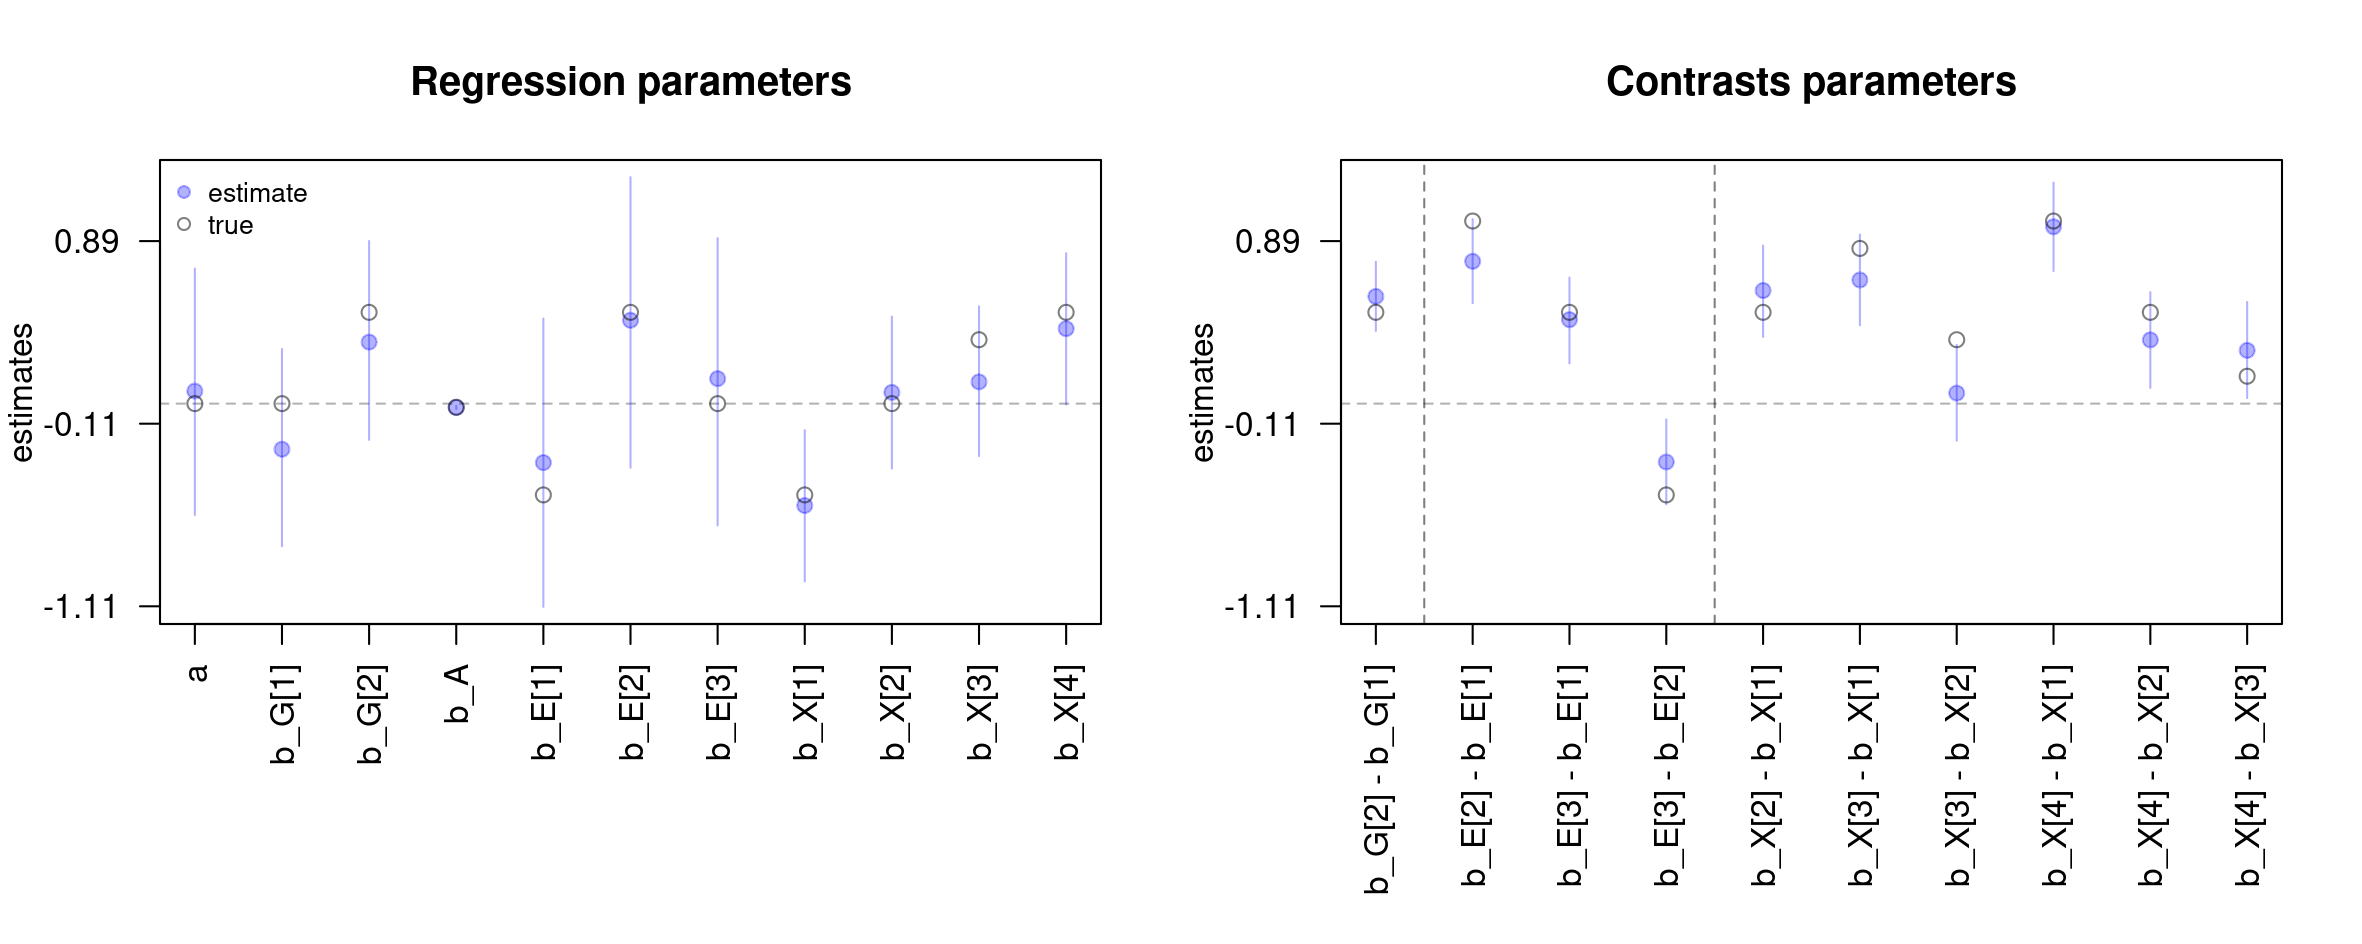 Regression parameters
estimate
true
estimates
0.89
-0.11
-1.11
a
b_G[1]
b_G[2]
b_A
b_E[1]
b_E[2]
b_E[3]
b_X[1]
b_X[2]
b_X[3]
b_X[4]
Contrasts parameters
estimates
0.89
-0.11
-1.11
b_G[2] - b_G[1]
b_E[2] - b_E[1]
b_E[3] - b_E[1]
b_E[3] - b_E[2]
b_X[2] - b_X[1]
b_X[3] - b_X[1]
b_X[3] - b_X[2]
b_X[4] - b_X[1]
b_X[4] - b_X[2]
b_X[4] - b_X[3]